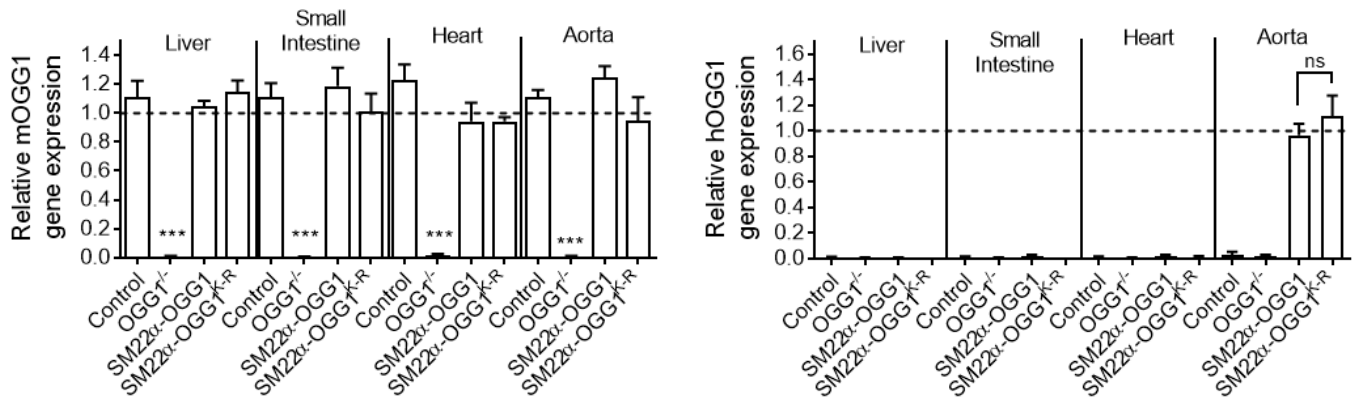 Relative mOGG1
gene expression
1.4
1.2
1.0
0.8
0.6
0.4
0.2
0.0
Liver
Small
Intestine
Heart
Aorta
***
***
***
***
Control
OGG1-/-
SM22α-OGG1
SM22α-OGG1K-R
Control
OGG1-/-
SM22α-OGG1
SM22α-OGG1K-R
Control
OGG1-/-
SM22α-OGG1
SM22α-OGG1K-R
Control
OGG1-/-
SM22α-OGG1
SM22α-OGG1K-R
Relative hOGG1
gene expression
1.6
1.4
1.2
1.0
0.8
0.6
0.4
0.2
0.0
Liver
Small
Intestine
Heart
Aorta
ns
Control
OGG1-/-
SM22α-OGG1
SM22α-OGG1K-R
Control
OGG1-/-
SM22α-OGG1
SM22α-OGG1K-R
Control
OGG1-/-
SM22α-OGG1
SM22α-OGG1K-R
Control
OGG1-/-
SM22α-OGG1
SM22α-OGG1K-R